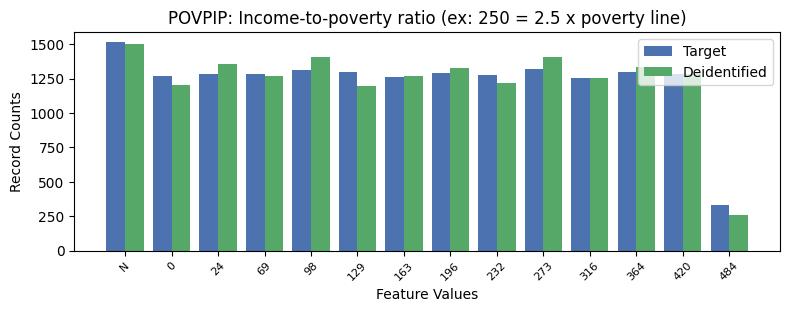 POVPIP: Income-to-poverty ratio (ex: 250 = 2.5 x poverty line)
Target
Deidentified
Record Counts
1500
1250
1000
750
500
250
0
N 0 24 69 98 129 163 196 232 273 316 364 420 484
Feature Values